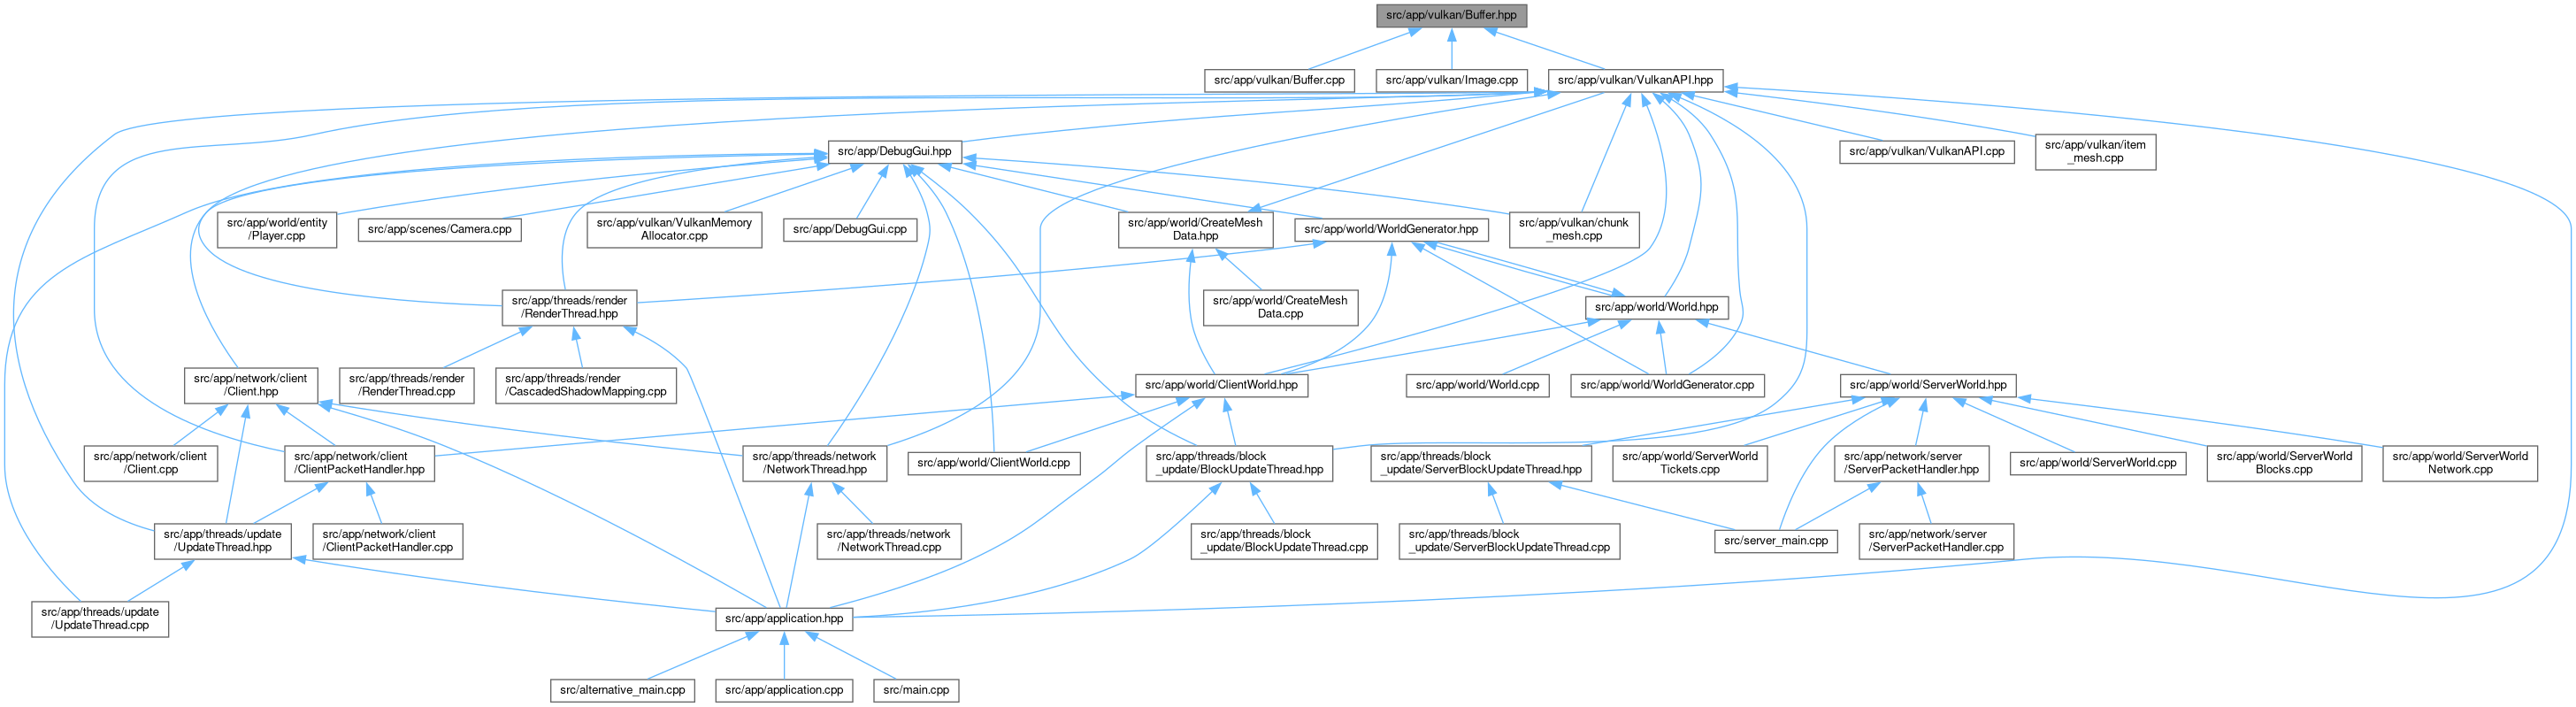 src/app/vulkan/Buffer.hpp
src/app/vulkan/Buffer.cpp
src/app/vulkan/Image.cpp
src/app/vulkan/VulkanAPI.hpp
src/app/DebugGui.hpp
src/app/vulkan/VulkanAPI.cpp
src/app/vulkan/item
_mesh.cpp
src/app/world/entity
/Player.cpp
src/app/scenes/Camera.cpp
src/app/vulkan/VulkanMemory
Allocator.cpp
src/app/DebugGui.cpp
src/app/world/CreateMesh
Data.hpp
src/app/world/WorldGenerator.hpp
src/app/vulkan/chunk
_mesh.cpp
src/app/threads/render
/RenderThread.hpp
src/app/world/CreateMesh
Data.cpp
src/app/world/World.hpp
src/app/network/client
/Client.hpp
src/app/threads/render
/RenderThread.cpp
src/app/threads/render
/CascadedShadowMapping.cpp
src/app/world/ClientWorld.hpp
src/app/world/World.cpp
src/app/world/WorldGenerator.cpp
src/app/world/ServerWorld.hpp
src/app/network/client
/Client.cpp
src/app/network/client
/ClientPacketHandler.hpp
src/app/threads/network
/NetworkThread.hpp
src/app/world/ClientWorld.cpp
src/app/threads/block
_update/BlockUpdateThread.hpp
src/app/threads/block
_update/ServerBlockUpdateThread.hpp
src/app/world/ServerWorld
Tickets.cpp
src/app/network/server
/ServerPacketHandler.hpp
src/app/world/ServerWorld.cpp
src/app/world/ServerWorld
Blocks.cpp
src/app/world/ServerWorld
Network.cpp
src/app/threads/update
/UpdateThread.hpp
src/app/network/client
/ClientPacketHandler.cpp
src/app/threads/network
/NetworkThread.cpp
src/app/threads/block
_update/BlockUpdateThread.cpp
src/app/threads/block
_update/ServerBlockUpdateThread.cpp
src/server_main.cpp
src/app/network/server
/ServerPacketHandler.cpp
src/app/threads/update
/UpdateThread.cpp
src/app/application.hpp
src/alternative_main.cpp
src/app/application.cpp
src/main.cpp